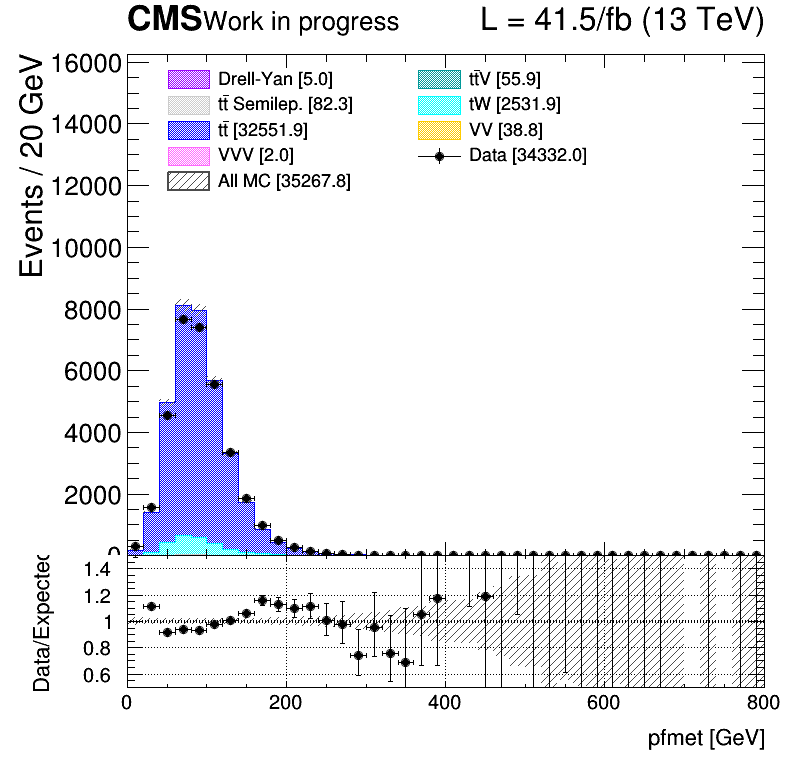 CMS Work in progress L = 41.5/fb (13 TeV)
Events / 20 GeV
16000
14000
12000
10000
8000
6000
4000
2000
0
Drell-Yan [5.0]
tt̄ Semilep. [82.3]
tt̄ [32551.9]
VVV [2.0]
All MC [35267.8]
tt̄V [55.9]
tW [2531.9]
VV [38.8]
Data [34332.0]
Data/Expected
1.4
1.2
1
0.8
0.6
0 200 400 600 800
pfmet [GeV]